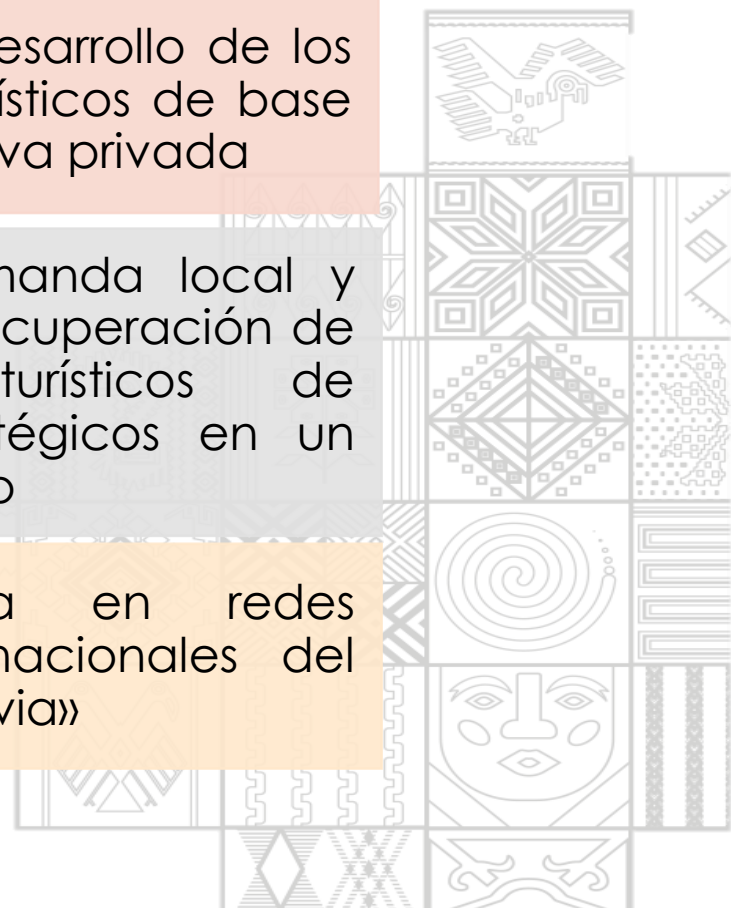 esarrollo de los
ísticos de base
va privada
manda local y
cuperación de
turísticos de
tégicos en un
o
a en redes
nacionales del
via»